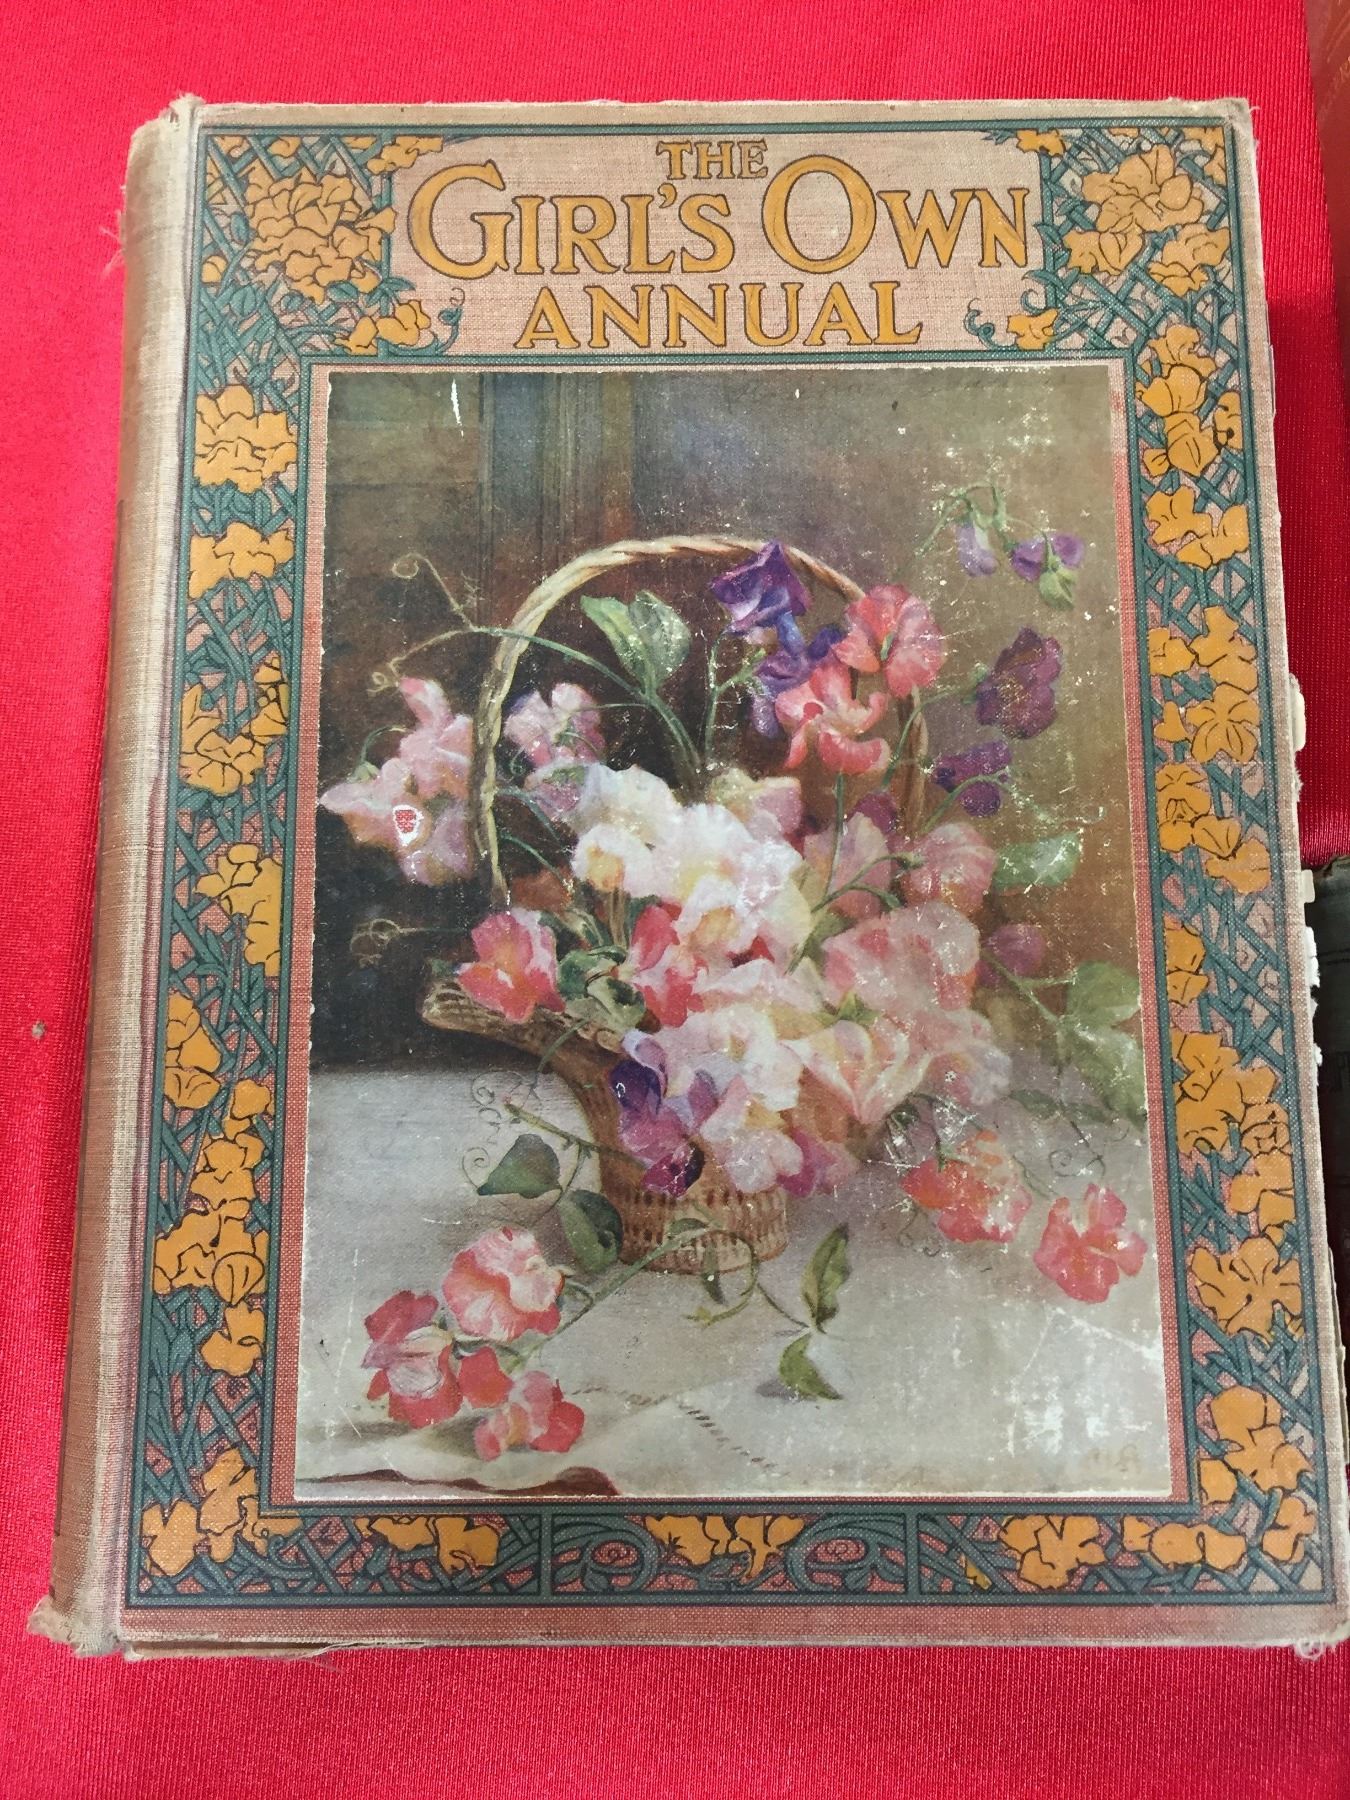 THE
GIRL'S OWN
ANNUAL